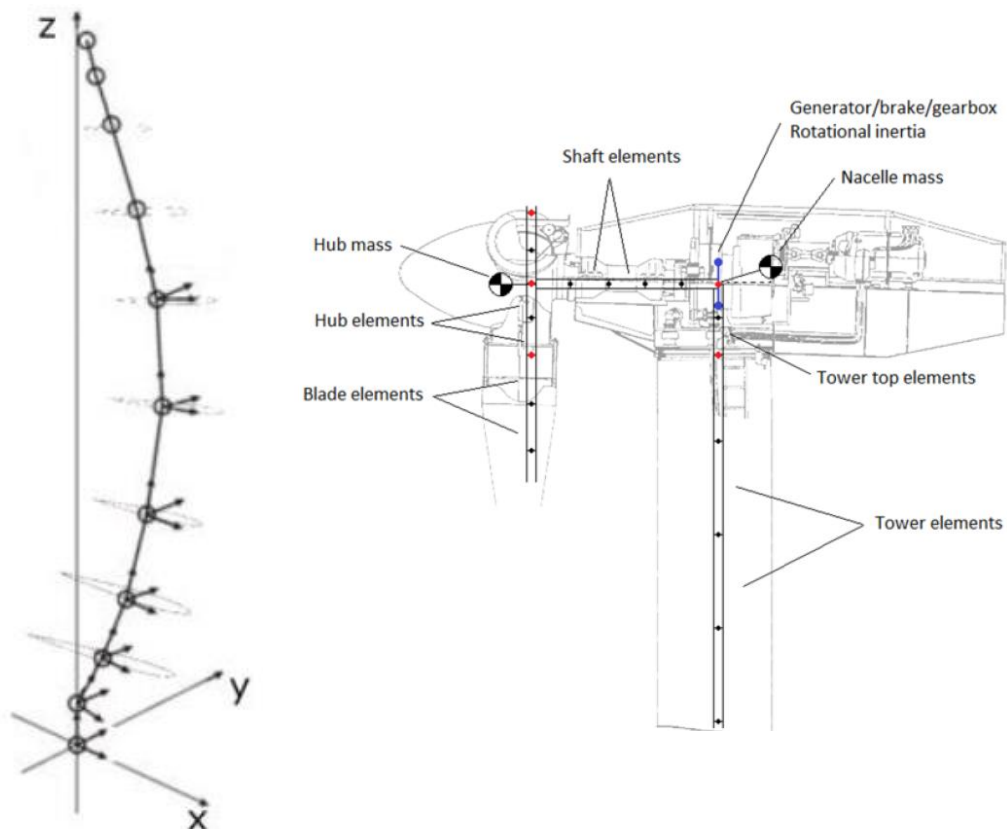 z
y
x
Generator/brake/gearbox
Rotational inertia
Shaft elements
Nacelle mass
Hub mass
Hub elements
Tower top elements
Blade elements
Tower elements